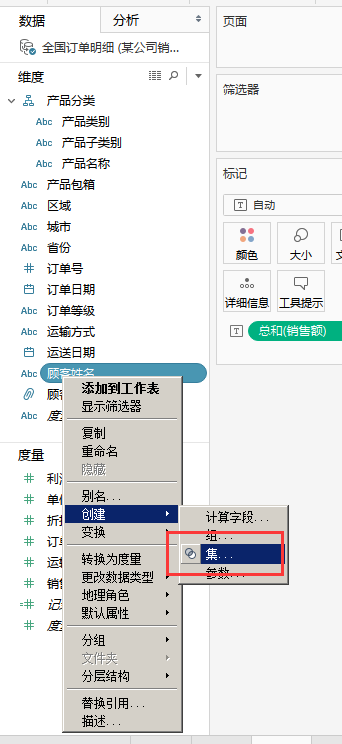 数据
分析
全国订单明细 (某公司销...
维度
产品分类
Abc 产品类别
Abc 产品子类别
Abc 产品名称
Abc 产品包箱
Abc 区域
Abc 城市
Abc 省份
订单号
订单日期
Abc 订单等级
Abc 运输方式
运送日期
Abc 顾客姓名
顾
Abc 度
度量
利
单
折
订
运
销
记
度
添加到工作表
显示筛选器
复制
重命名
隐藏
别名...
创建
变换
转换为度量
更改数据类型
地理角色
默认属性
分组
文件夹
分层结构
替换引用...
描述...
计算字段...
组...
集...
参数...
页面
筛选器
标记
T 自动
颜色
大小
详细信息
工具提示
T 总和(销售额)